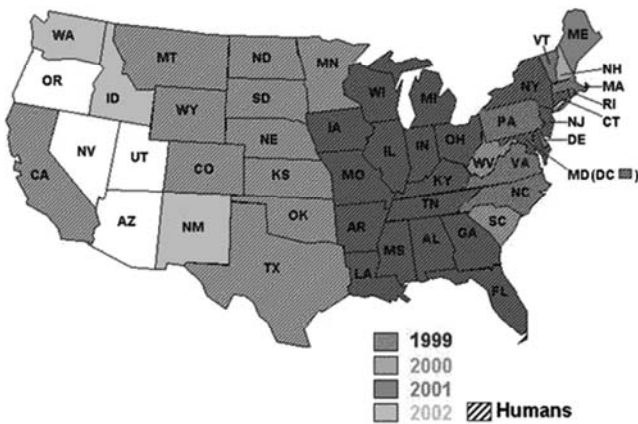 WA
MT
ND
MN
VT
ME
OR
ID
SD
WI
MI
NY
NH
MA
RI
CT
WY
NE
IA
PA
NJ
DE
NV
UT
CO
IL
IN
OH
WV
VA
MD(DC )
CA
KS
MO
KY
NC
AZ
NM
OK
AR
TN
SC
TX
LA
MS
AL
GA
FL
1999
2000
2001
2002
Humans